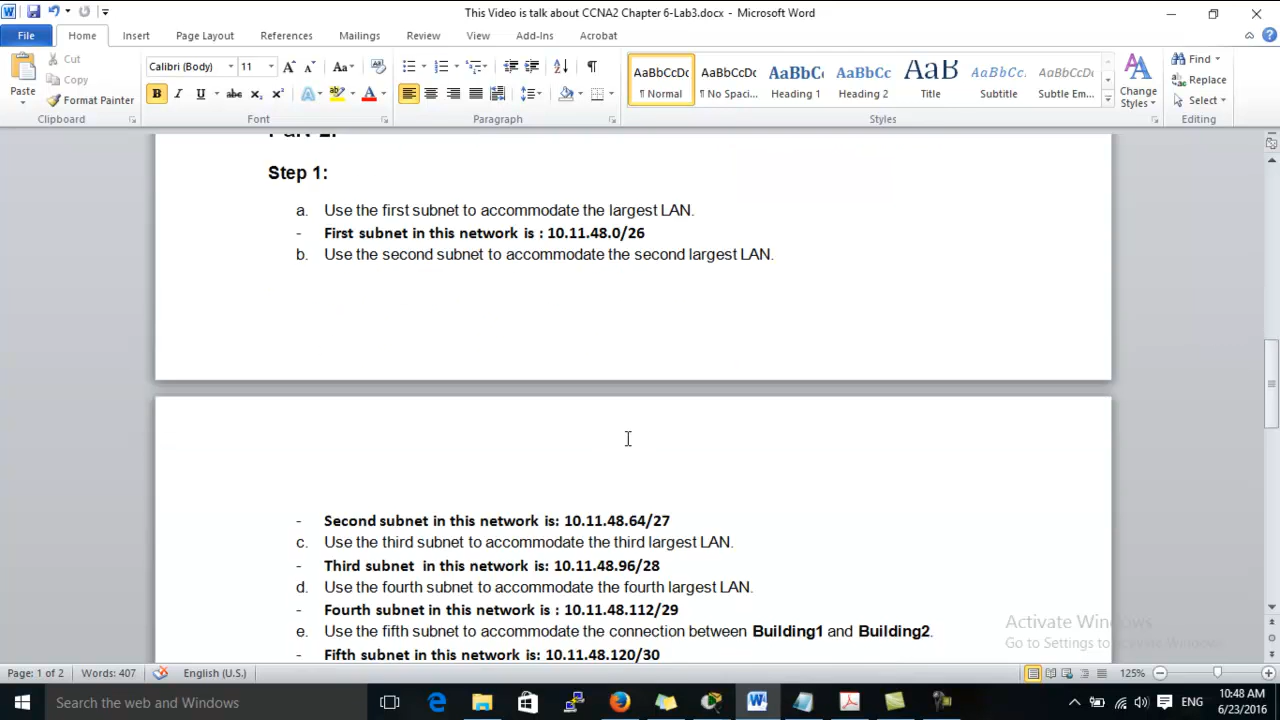 This Video is talk about CCNA2 Chapter 6-Lab3.docx - Microsoft Word
File Home Insert Page Layout References Mailings Review View Add-Ins Acrobat
Cut
Copy
Format Painter
Paste
Clipboard
Calibri (Body) 11
Font
Paragraph
AaBbCcDc AaBbCcDc AaBbC( AaBbCc AaB AaBbCc. AaBbCcDc
¶ Normal ¶ No Spaci... Heading 1 Heading 2 Title Subtitle Subtle Em...
Styles
Change Styles
Find
Replace
Select
Editing
Step 1:
a. Use the first subnet to accommodate the largest LAN.
- First subnet in this network is : 10.11.48.0/26
b. Use the second subnet to accommodate the second largest LAN.
- Second subnet in this network is: 10.11.48.64/27
c. Use the third subnet to accommodate the third largest LAN.
- Third subnet in this network is: 10.11.48.96/28
d. Use the fourth subnet to accommodate the fourth largest LAN.
- Fourth subnet in this network is : 10.11.48.112/29
e. Use the fifth subnet to accommodate the connection between Building1 and Building2.
- Fifth subnet in this network is: 10.11.48.120/30
Activate Windows
Go to Settings to activate Windows.
Page: 1 of 2 Words: 407 English (U.S.) 125%
Search the web and Windows
ENG
10:48 AM
6/23/2016